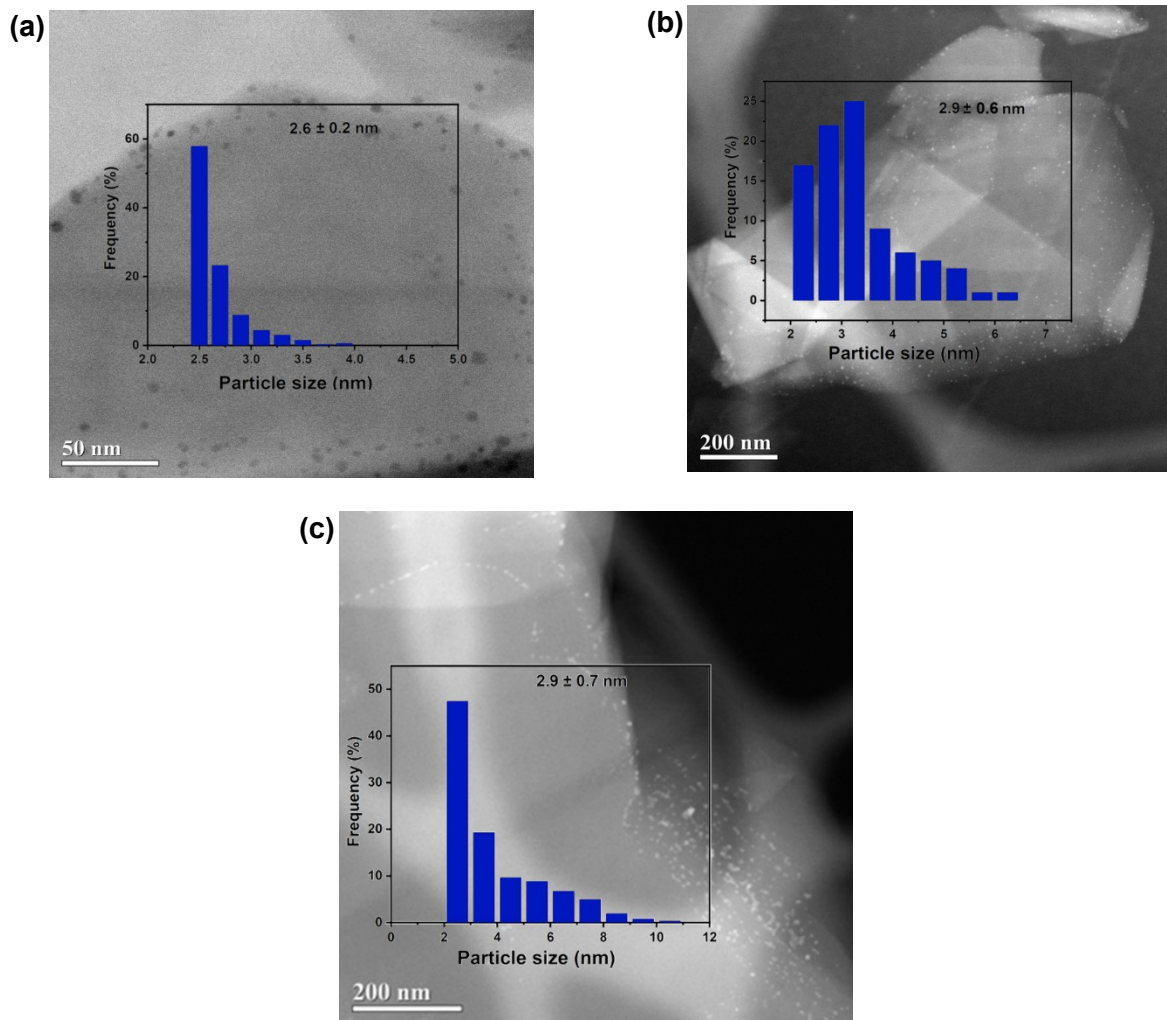 (a)
2.6 ± 0.2 nm
Frequency (%)
60
40
20
0
2.0 2.5 3.0 3.5 4.0 4.5 5.0
Particle size (nm)
50 nm
(b)
2.9 ± 0.6 nm
Frequency (%)
25
20
15
10
5
0
2 3 4 5 6 7
Particle size (nm)
200 nm
(c)
2.9 ± 0.7 nm
Frequency (%)
50
40
30
20
10
0
0 2 4 6 8 10 12
Particle size (nm)
200 nm